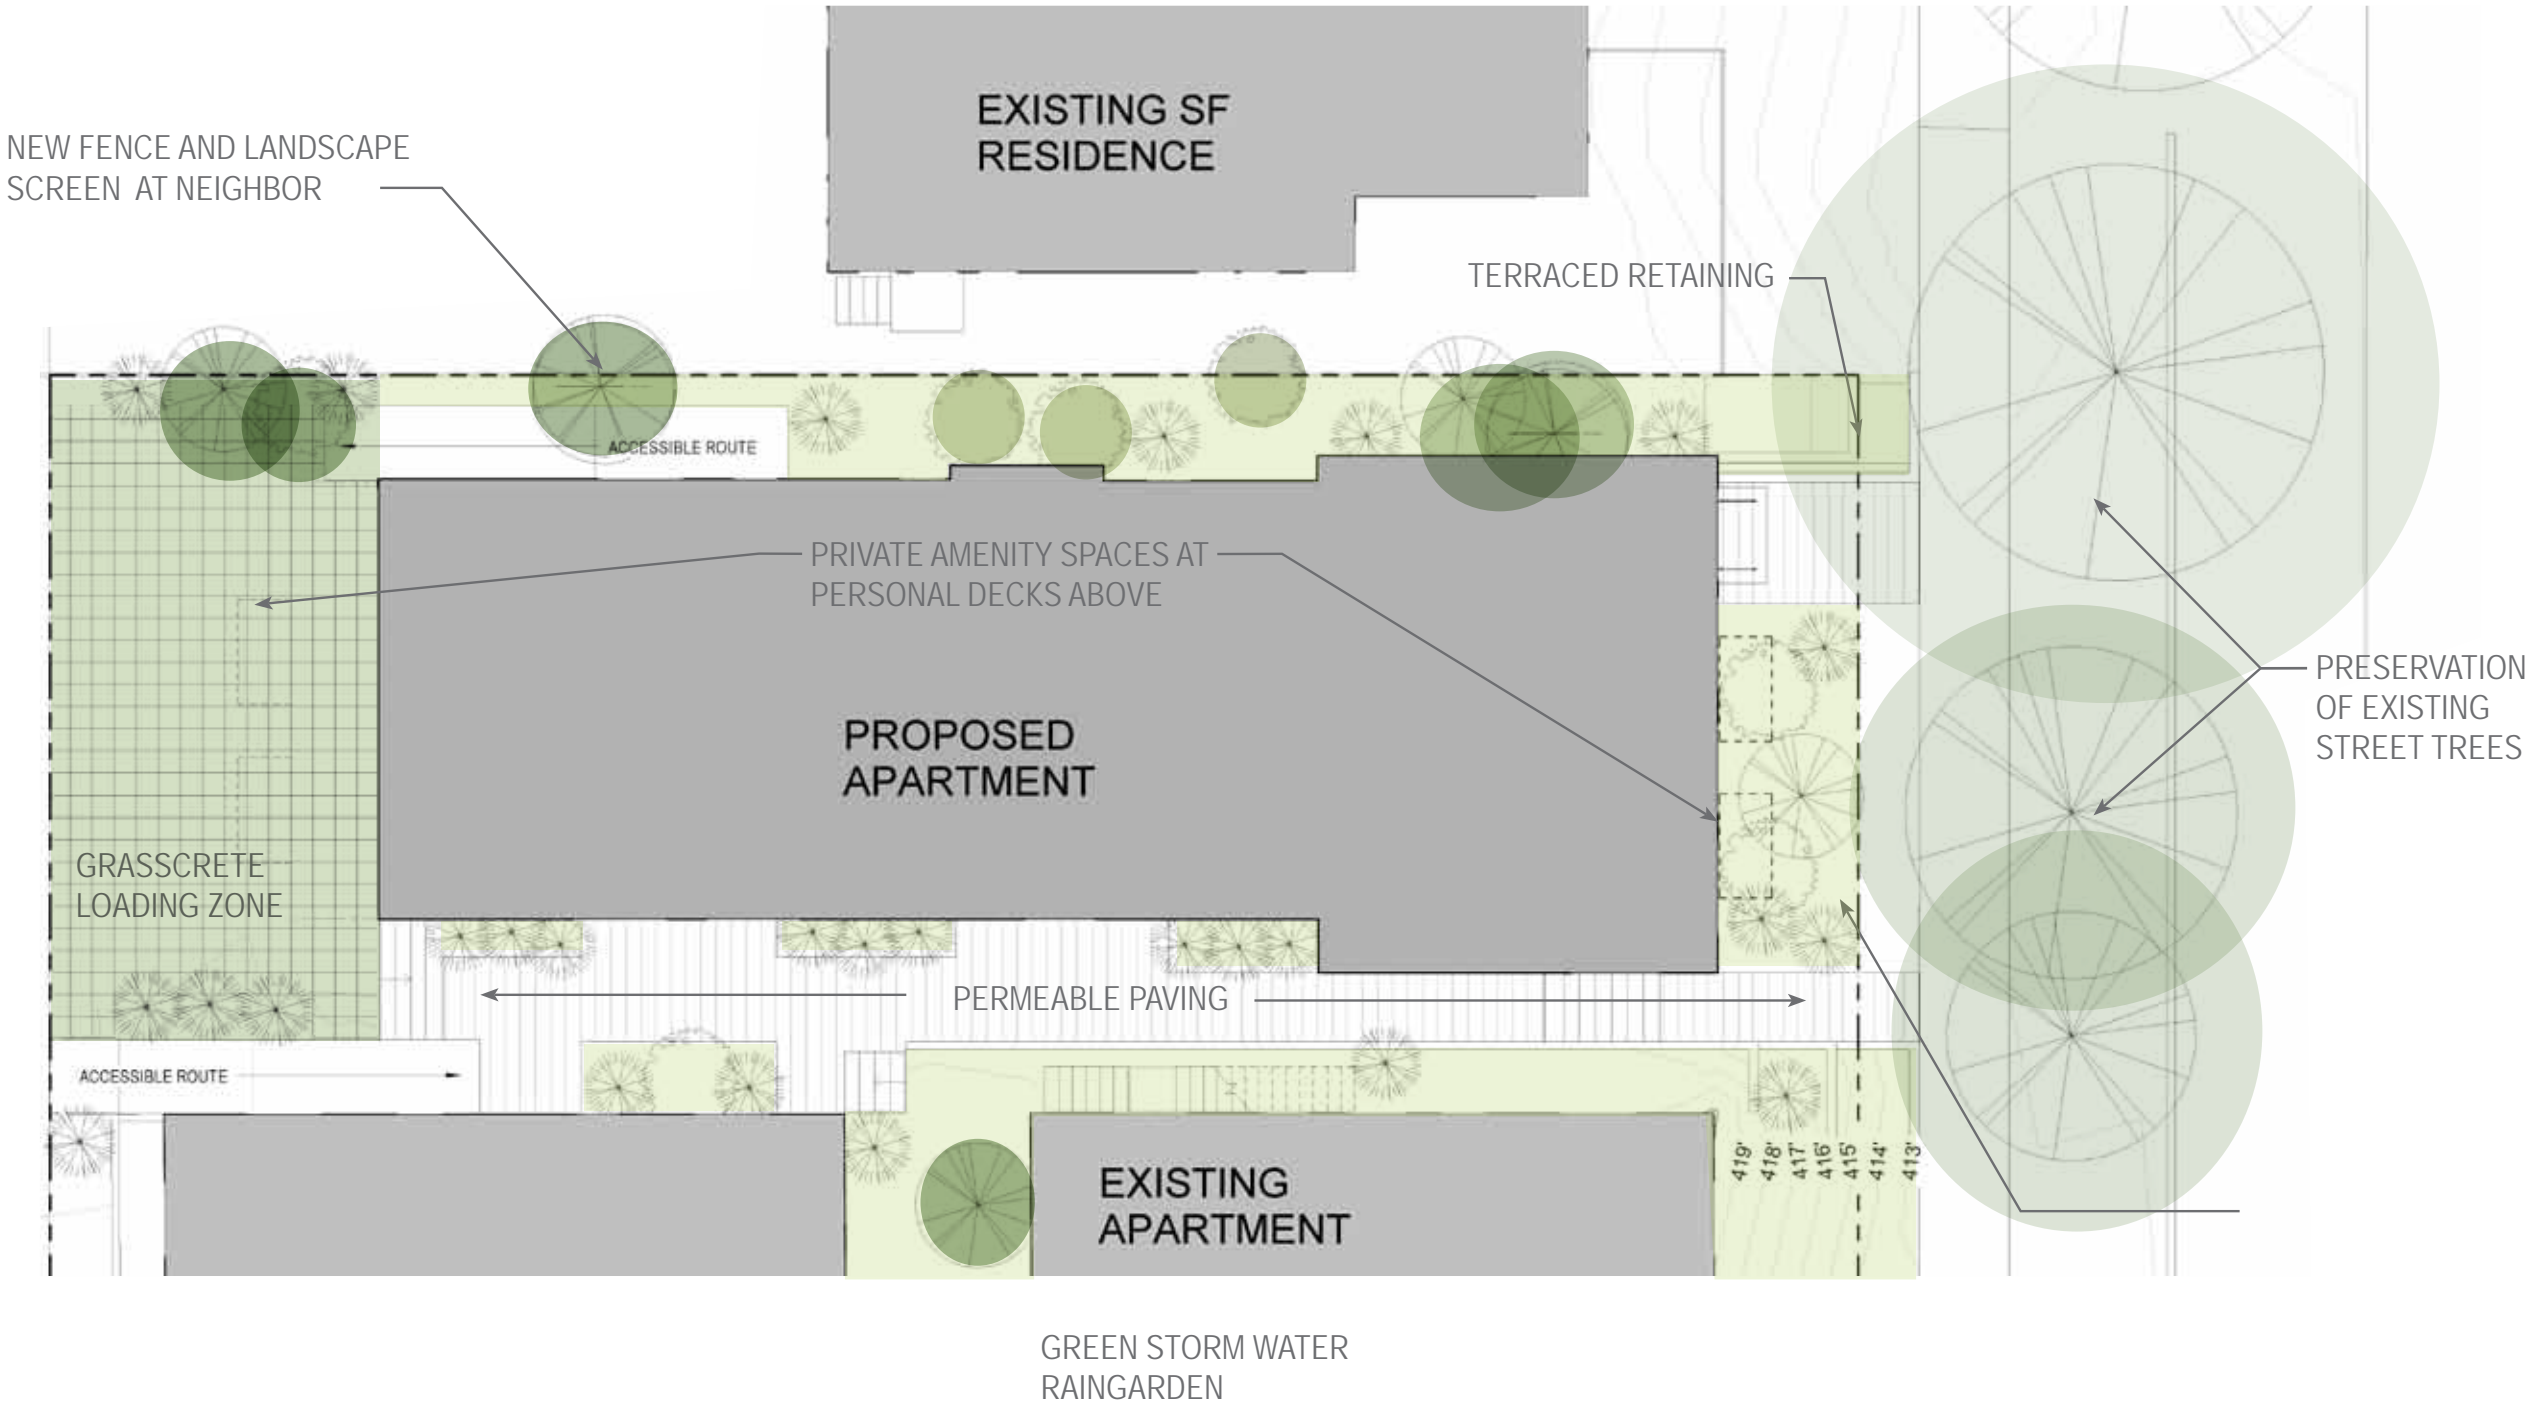 EXISTING SF
RESIDENCE
NEW FENCE AND LANDSCAPE
SCREEN AT NEIGHBOR
TERRACED RETAINING
ACCESSIBLE ROUTE
PRIVATE AMENITY SPACES AT
PERSONAL DECKS ABOVE
PRESERVATION
OF EXISTING
STREET TREES
PROPOSED
APARTMENT
GRASSCRETE
LOADING ZONE
PERMEABLE PAVING
ACCESSIBLE ROUTE
419'
418'
417'
416'
415'
414'
413'
EXISTING
APARTMENT
GREEN STORM WATER
RAINGARDEN